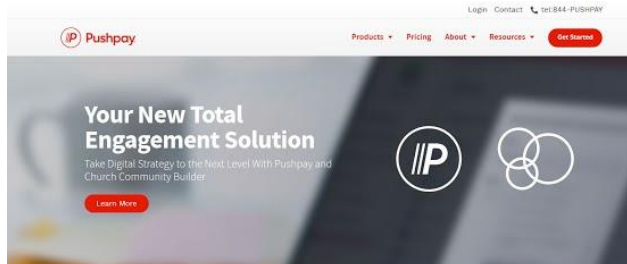 Login Contact tel:844-PUSHPAY
Pushpay
Products Pricing About Resources Get Started
Your New Total
Engagement Solution
Take Digital Strategy to the Next Level With Pushpay and
Church Community Builder
Learn More